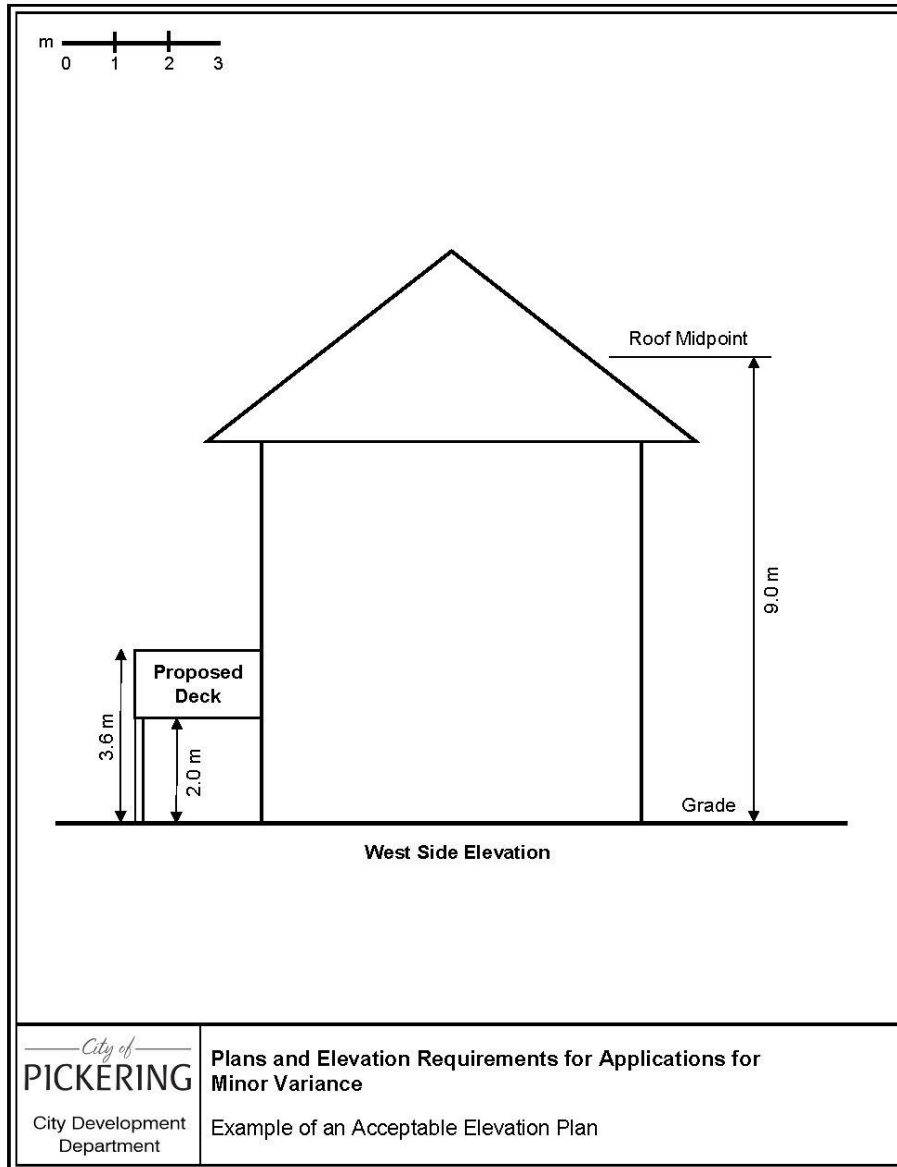 m
0 1 2 3
Roof Midpoint
9.0 m
Proposed
Deck
3.6 m
2.0 m
Grade
West Side Elevation
City of
PICKERING
City Development
Department
Plans and Elevation Requirements for Applications for
Minor Variance
Example of an Acceptable Elevation Plan